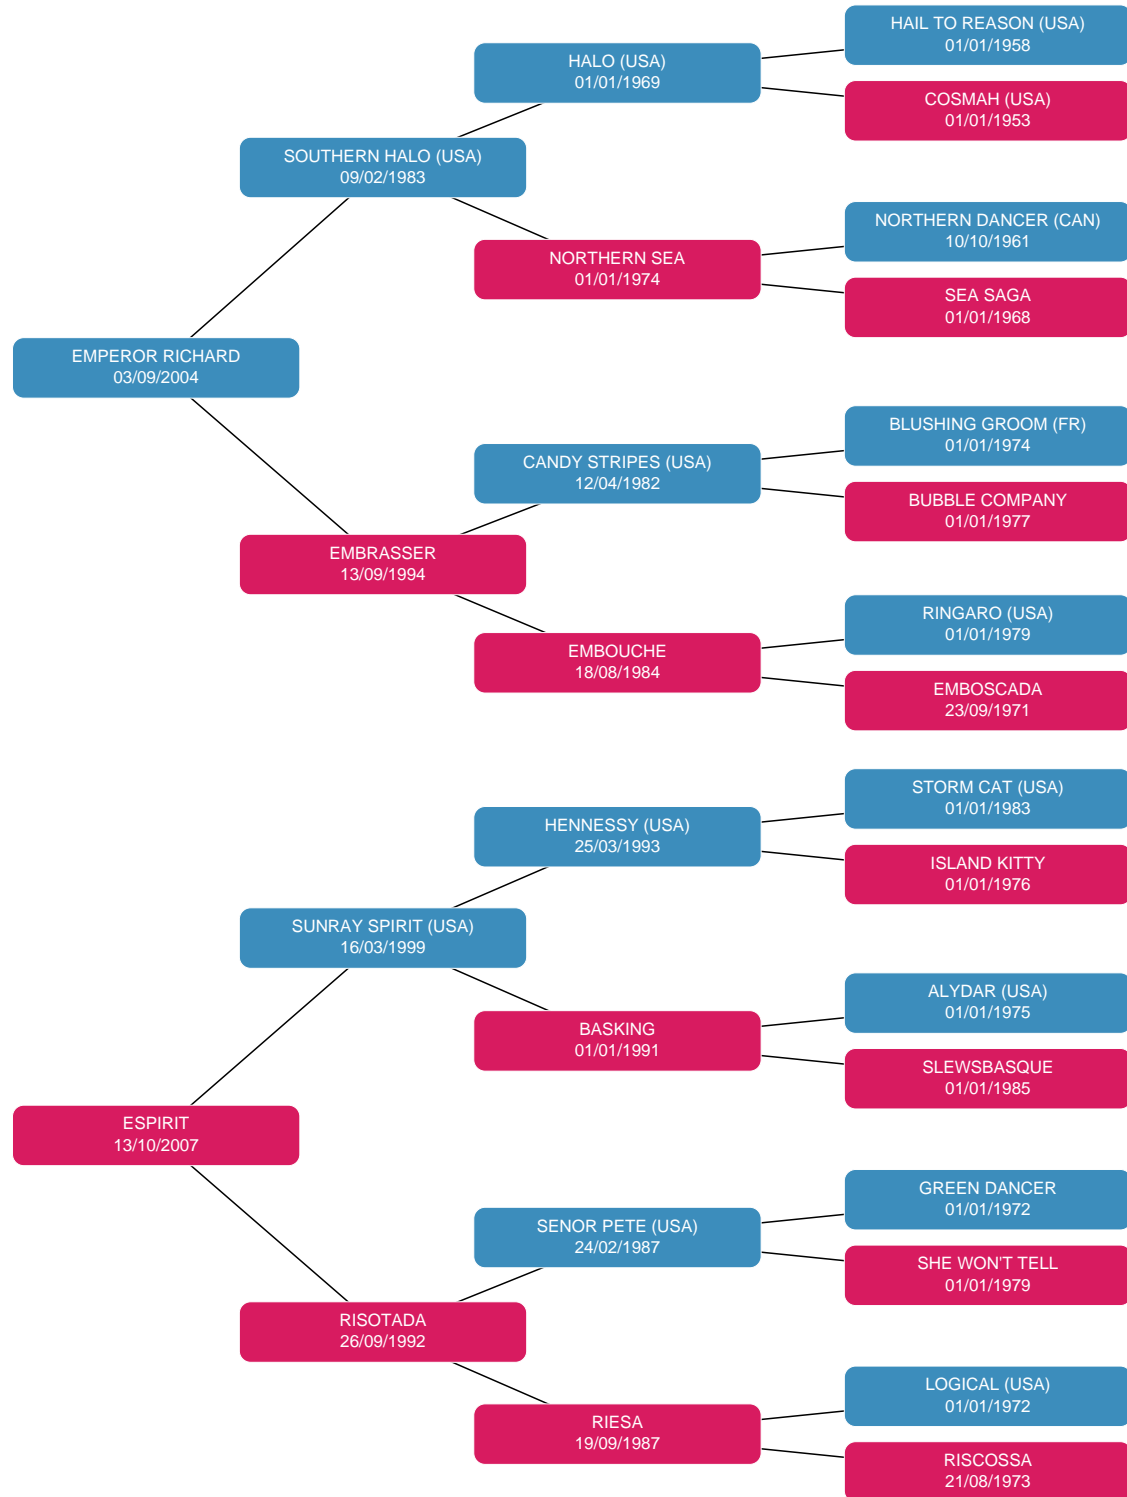 HAIL TO REASON (USA)
01/01/1958
HALO (USA)
01/01/1969
COSMAH (USA)
01/01/1953
SOUTHERN HALO (USA)
09/02/1983
NORTHERN DANCER (CAN)
10/10/1961
NORTHERN SEA
01/01/1974
SEA SAGA
01/01/1968
EMPEROR RICHARD
03/09/2004
BLUSHING GROOM (FR)
01/01/1974
CANDY STRIPES (USA)
12/04/1982
BUBBLE COMPANY
01/01/1977
EMBRASSER
13/09/1994
RINGARO (USA)
01/01/1979
EMBOUCHE
18/08/1984
EMBOSCADA
23/09/1971
STORM CAT (USA)
01/01/1983
HENNESSY (USA)
25/03/1993
ISLAND KITTY
01/01/1976
SUNRAY SPIRIT (USA)
16/03/1999
ALYDAR (USA)
01/01/1975
BASKING
01/01/1991
SLEWSBASQUE
01/01/1985
ESPIRIT
13/10/2007
GREEN DANCER
01/01/1972
SENOR PETE (USA)
24/02/1987
SHE WON'T TELL
01/01/1979
RISOTADA
26/09/1992
LOGICAL (USA)
01/01/1972
RIESA
19/09/1987
RISCOSSA
21/08/1973